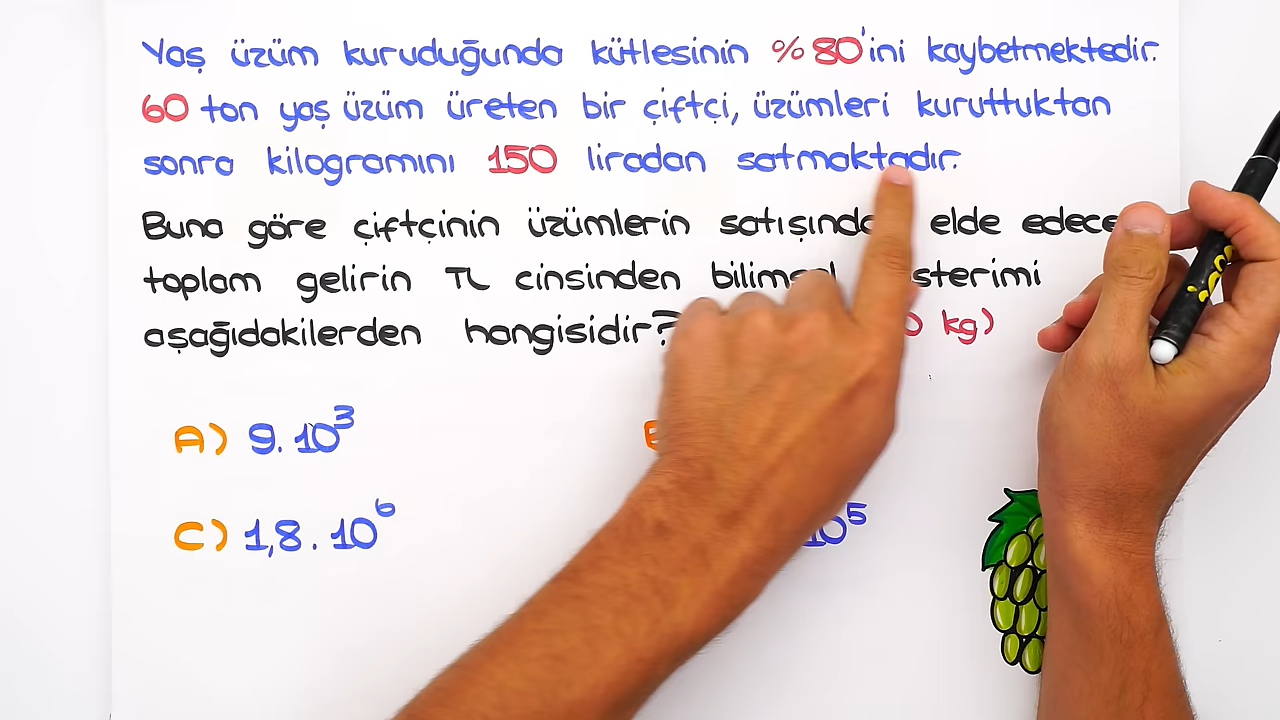 Yaş üzüm kuruduğunda kütlesinin %80'ini kaybetmektedir.
60 ton yaş üzüm üreten bir çiftçi, üzümleri kuruttuktan
sonra kilogramını 150 liradan satmaktadır.
Buna göre çiftçinin üzümlerin satışında elde edece
toplam gelirin TL cinsinden bilimsel sterimi
aşağıdakilerden hangisidir? 0 kg)
A) 9.10³
C) 1,8.10⁶ 10⁵